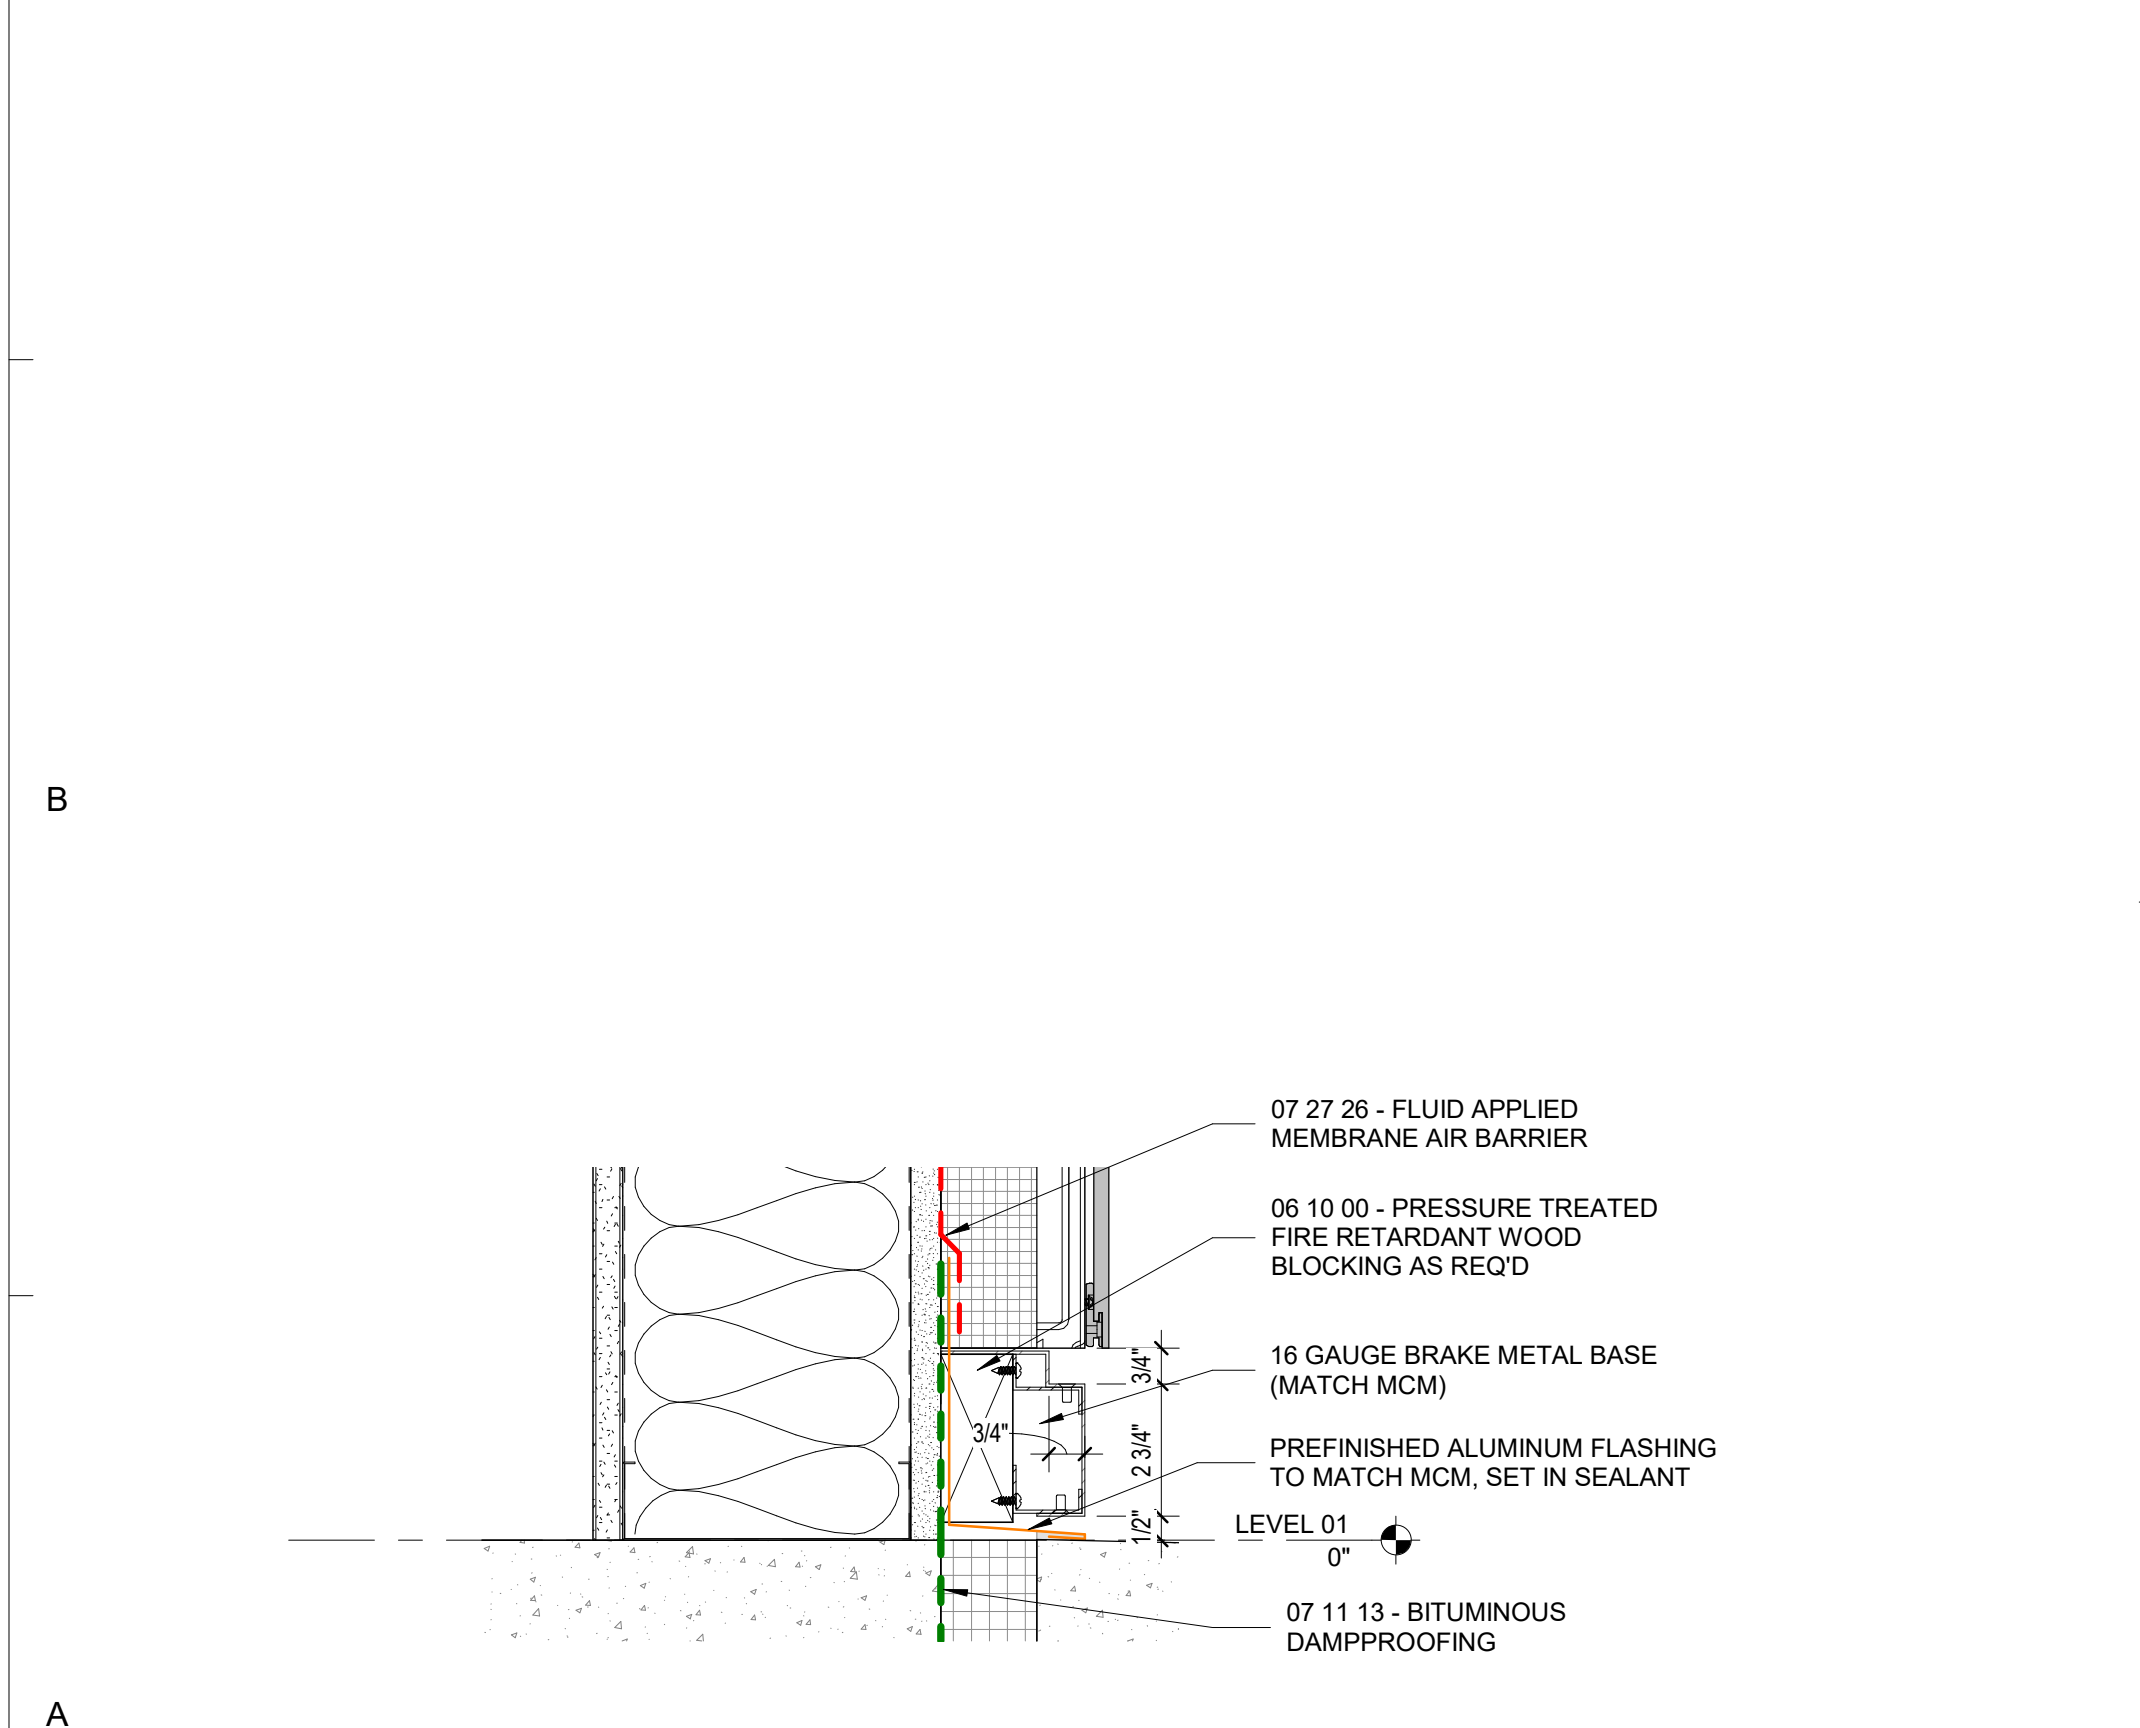 B
07 27 26 - FLUID APPLIED
MEMBRANE AIR BARRIER
06 10 00 - PRESSURE TREATED
FIRE RETARDANT WOOD
BLOCKING AS REQ'D
3/4"
16 GAUGE BRAKE METAL BASE
(MATCH MCM)
3/4"
2 3/4"
PREFINISHED ALUMINUM FLASHING
TO MATCH MCM, SET IN SEALANT
1/2"
LEVEL 01
0"
07 11 13 - BITUMINOUS
DAMPPROOFING
A